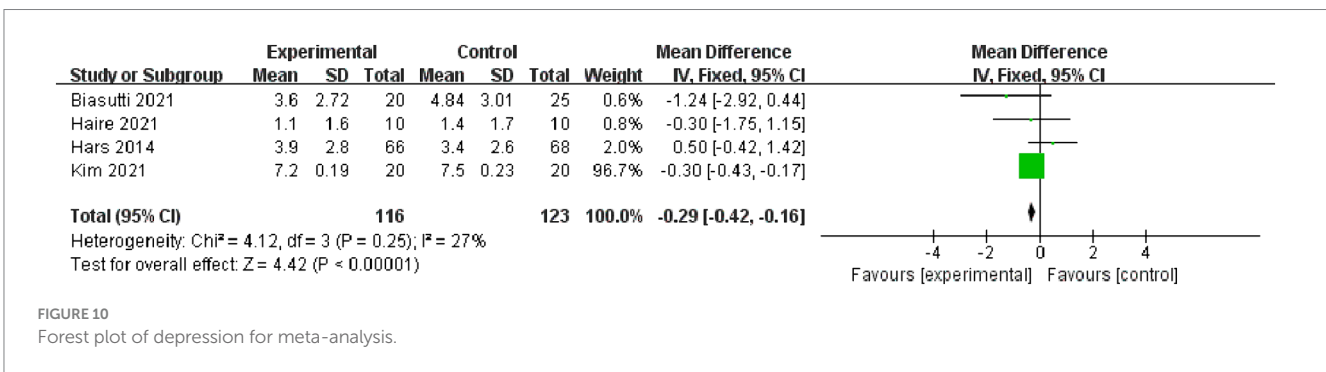 Experimental Control Mean Difference Mean Difference
Study or Subgroup Mean SD Total Mean SD Total Weight IV, Fixed, 95% CI IV, Fixed, 95% CI
Biasutti 2021 3.6 2.72 20 4.84 3.01 25 0.6% -1.24 [-2.92, 0.44]
Haire 2021 1.1 1.6 10 1.4 1.7 10 0.8% -0.30 [-1.75, 1.15]
Hars 2014 3.9 2.8 66 3.4 2.6 68 2.0% 0.50 [-0.42, 1.42]
Kim 2021 7.2 0.19 20 7.5 0.23 20 96.7% -0.30 [-0.43, -0.17]
Total (95% CI) 116 123 100.0% -0.29 [-0.42, -0.16]
Heterogeneity: Chi² = 4.12, df = 3 (P = 0.25); I² = 27%
Test for overall effect: Z = 4.42 (P < 0.00001)
-4 -2 0 2 4
Favours [experimental] Favours [control]
FIGURE 10
Forest plot of depression for meta-analysis.